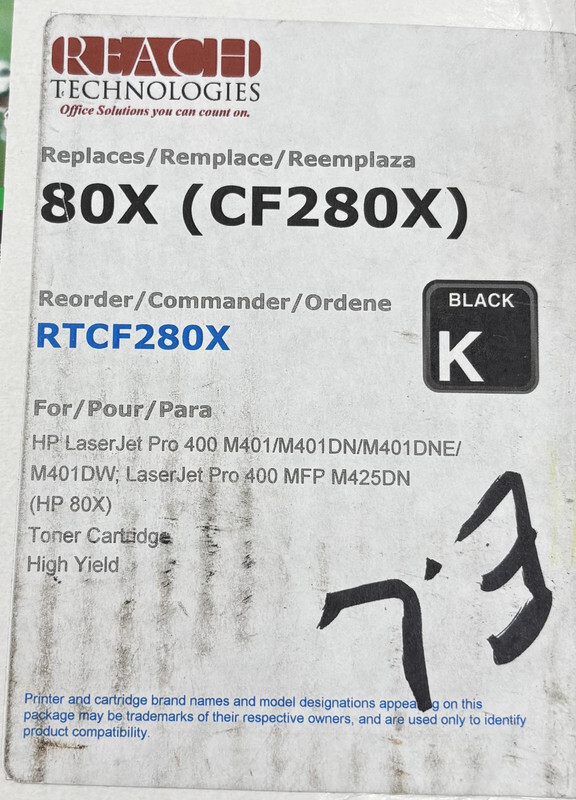 REACH
TECHNOLOGIES
Office Solutions you can count on.
Replaces/Remplace/Reemplaza
80X (CF280X)
Reorder/Commander/Ordene
RTCF280X
BLACK
K
For/Pour/Para
HP LaserJet Pro 400 M401/M401DN/M401DNE/
M401DW; LaserJet Pro 400 MFP M425DN
(HP 80X)
Toner Cartridge
High Yield
Printer and cartridge brand names and model designations appearing on this
package may be trademarks of their respective owners, and are used only to identify
product compatibility.